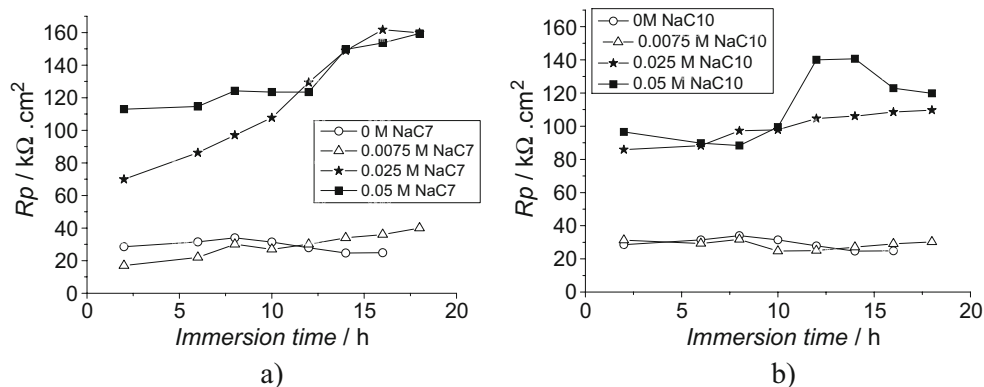 Rp / kΩ .cm2
160
140
120
100
80
60
40
20
0
0 M NaC7
0.0075 M NaC7
0.025 M NaC7
0.05 M NaC7
0 5 10 15 20
Immersion time / h
a)
Rp / kΩ .cm2
160
140
120
100
80
60
40
20
0
0M NaC10
0.0075 M NaC10
0.025 M NaC10
0.05 M NaC10
0 5 10 15 20
Immersion time / h
b)